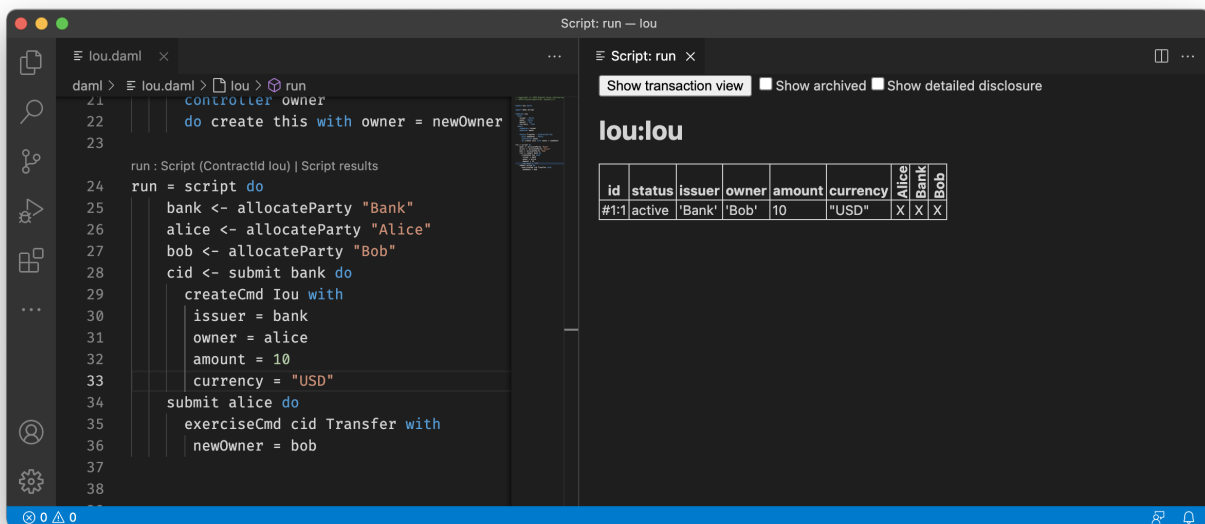 Script: run — Iou
Iou.daml
daml > Iou.daml > Iou > run
21 controller owner
22 do create this with owner = newOwner
23
run : Script (ContractId Iou) | Script results
24 run = script do
25 bank <- allocateParty "Bank"
26 alice <- allocateParty "Alice"
27 bob <- allocateParty "Bob"
28 cid <- submit bank do
29 createCmd Iou with
30 issuer = bank
31 owner = alice
32 amount = 10
33 currency = "USD"
34 submit alice do
35 exerciseCmd cid Transfer with
36 newOwner = bob
37
38
Script: run
Show transaction view Show archived Show detailed disclosure
Iou:Iou
id status issuer owner amount currency Alice Bank Bob
#1:1 active 'Bank' 'Bob' 10 "USD" X X X
0 0